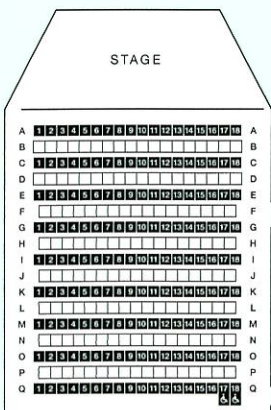 STAGE
A 1 2 3 4 5 6 7 8 9 10 11 12 13 14 15 16 17 18 A
B B
C 1 2 3 4 5 6 7 8 9 10 11 12 13 14 15 16 17 18 C
D D
E 1 2 3 4 5 6 7 8 9 10 11 12 13 14 15 16 17 18 E
F F
G 1 2 3 4 5 6 7 8 9 10 11 12 13 14 15 16 17 18 G
H H
I 1 2 3 4 5 6 7 8 9 10 11 12 13 14 15 16 17 18 I
J J
K 1 2 3 4 5 6 7 8 9 10 11 12 13 14 15 16 17 18 K
L L
M 1 2 3 4 5 6 7 8 9 10 11 12 13 14 15 16 17 18 M
N N
O 1 2 3 4 5 6 7 8 9 10 11 12 13 14 15 16 17 18 O
P P
Q 1 2 3 4 5 6 7 8 9 10 11 12 13 14 15 16 17 18 Q